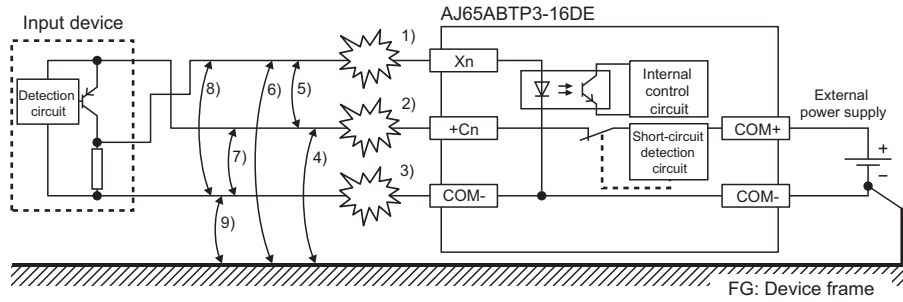 AJ65ABTP3-16DE
Input device
1)
Xn
Detection
circuit
8)
6)
5)
Internal
control
circuit
2)
External
power supply
+Cn
COM+
Short-circuit
detection
circuit
+
7)
4)
3)
−
COM-
COM-
9)
FG: Device frame